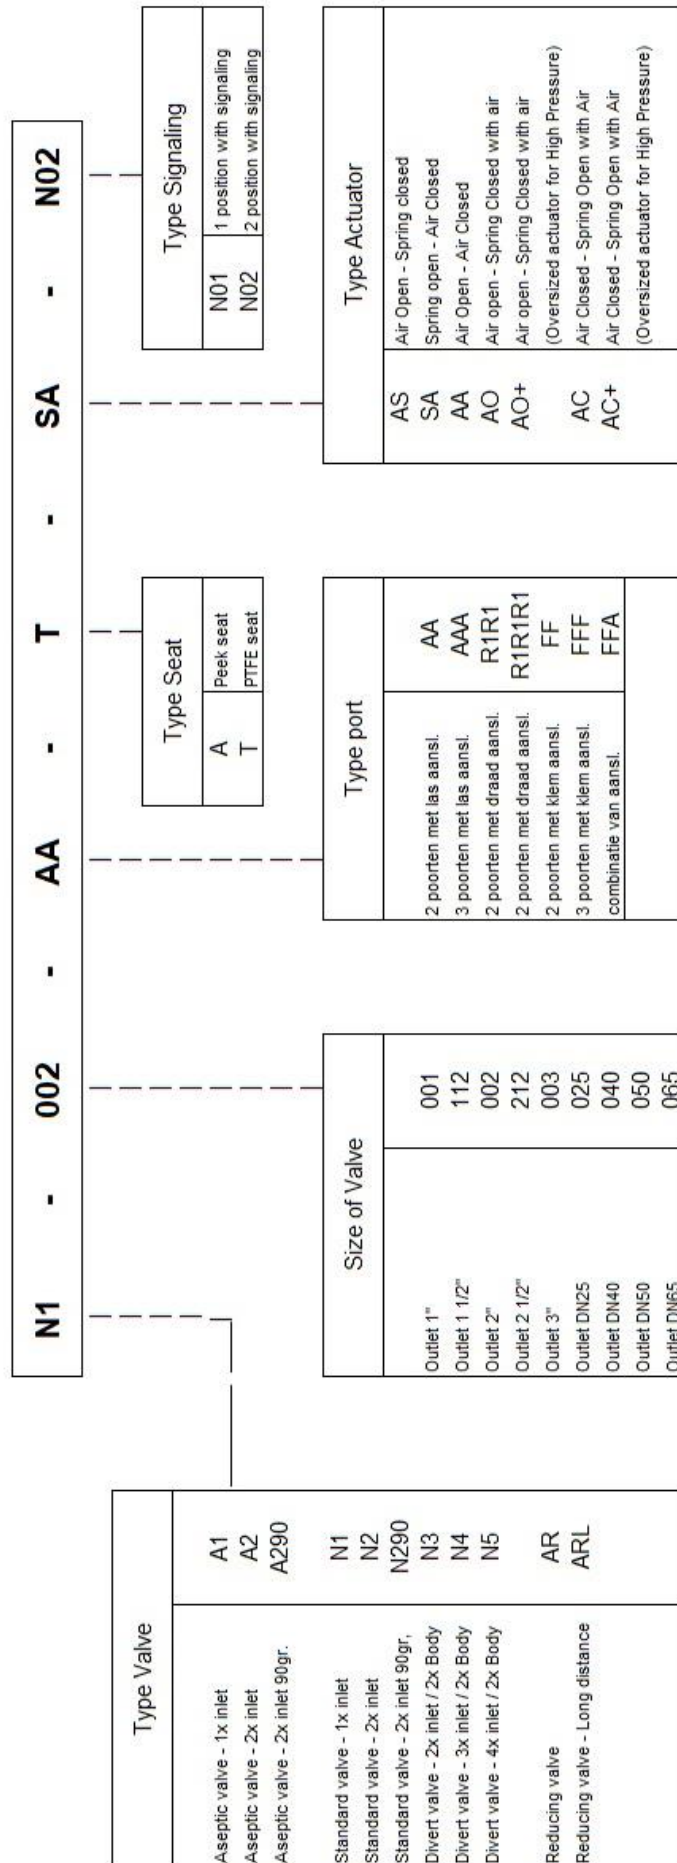 N1 - 002 - AA - T - SA - N02
Type Valve
Aseptic valve - 1x inlet A1
Aseptic valve - 2x inlet A2
Aseptic valve - 2x inlet 90gr. A290
Standard valve - 1x inlet N1
Standard valve - 2x inlet N2
Standard valve - 2x inlet 90gr, N290
Divert valve - 2x inlet / 2x Body N3
Divert valve - 3x inlet / 2x Body N4
Divert valve - 4x inlet / 2x Body N5
Reducing valve AR
Reducing valve - Long distance ARL
Size of Valve
Outlet 1" 001
Outlet 1 1/2" 112
Outlet 2" 002
Outlet 2 1/2" 212
Outlet 3" 003
Outlet DN25 025
Outlet DN40 040
Outlet DN50 050
Outlet DN65 065
Type Seat
A Peek seat
T PTFE seat
Type port
2 poorten met las aansl. AA
3 poorten met las aansl. AAA
2 poorten met draad aansl. R1R1
2 poorten met draad aansl. R1R1R1
2 poorten met klem aansl. FF
3 poorten met klem aansl. FFF
combinatie van aansl. FFA
Type Signaling
N01 1 position with signaling
N02 2 position with signaling
Type Actuator
AS Air Open - Spring closed
SA Spring open - Air Closed
AA Air Open - Air Closed
AO Air open - Spring Closed with air
AO+ Air open - Spring Closed with air
(Oversized actuator for High Pressure)
AC Air Closed - Spring Open with Air
AC+ Air Closed - Spring Open with Air
(Oversized actuator for High Pressure)